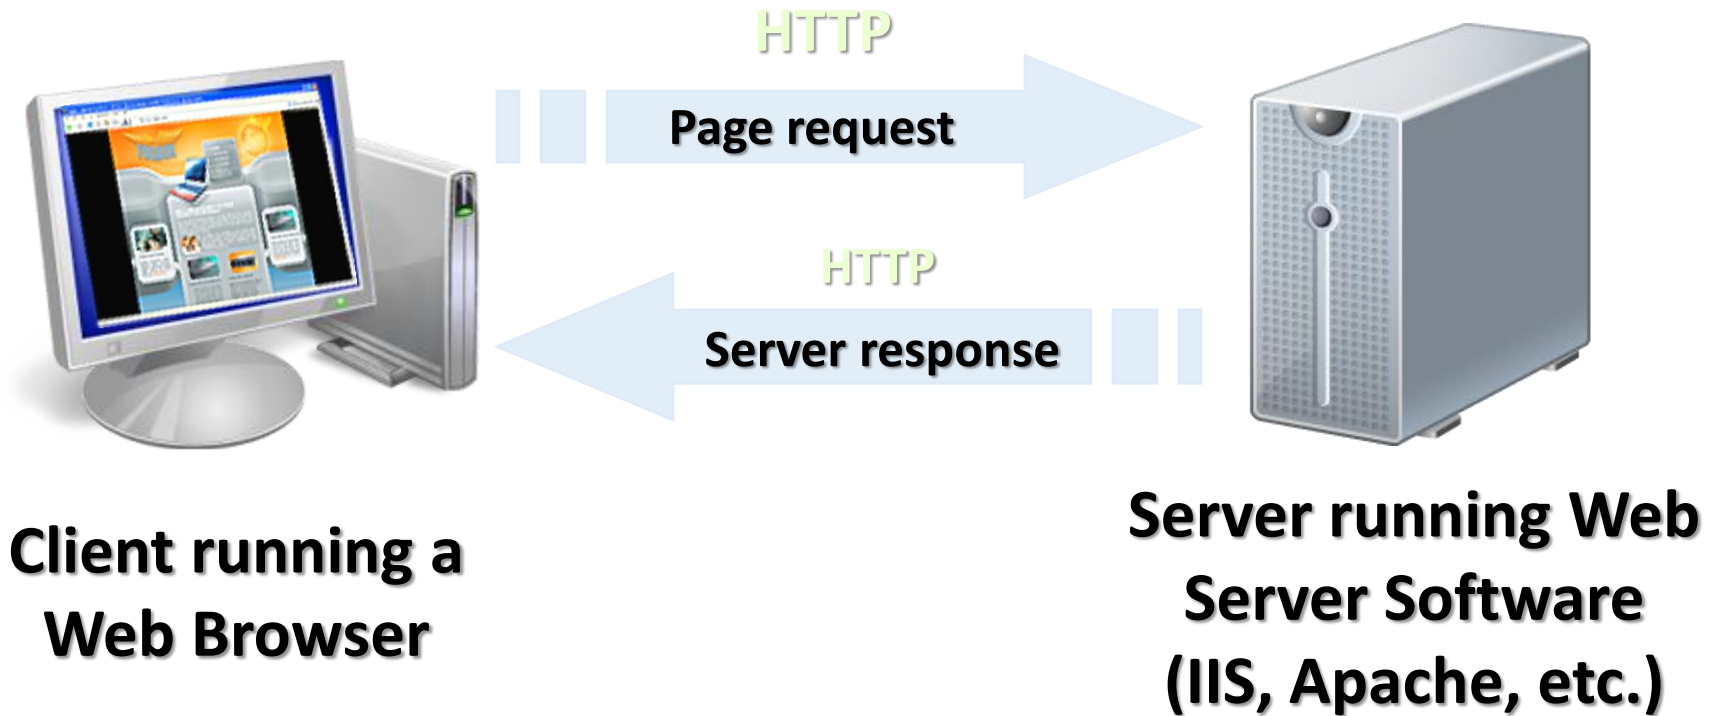 HTTP
Page request
HTTP
Server response
Client running a
Web Browser
Server running Web
Server Software
(IIS, Apache, etc.)